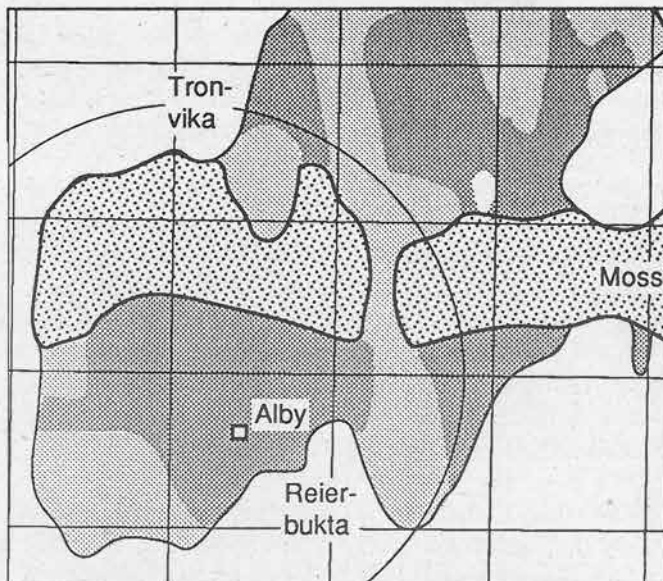 Tron-
vika
Moss
Alby
Reier-
bukta